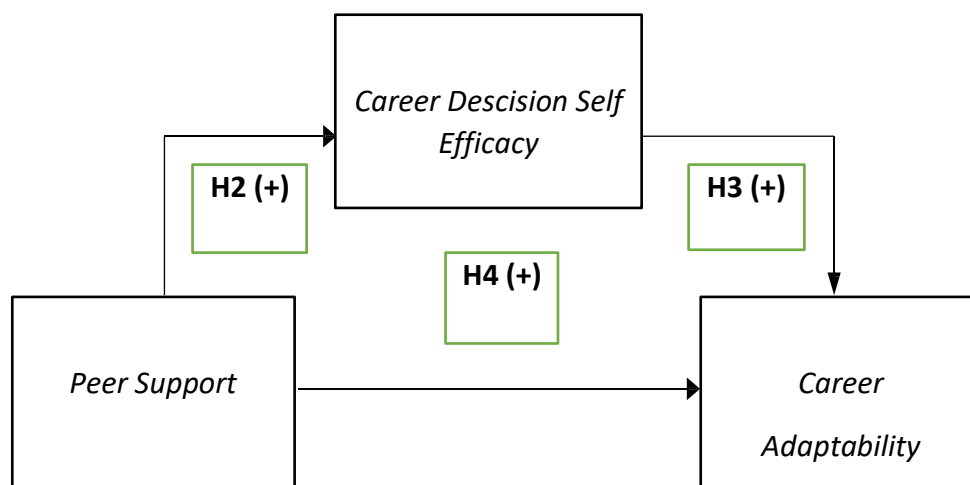 Career Descision Self
Efficacy
H2 (+)
H3 (+)
H4 (+)
Peer Support
Career
Adaptability